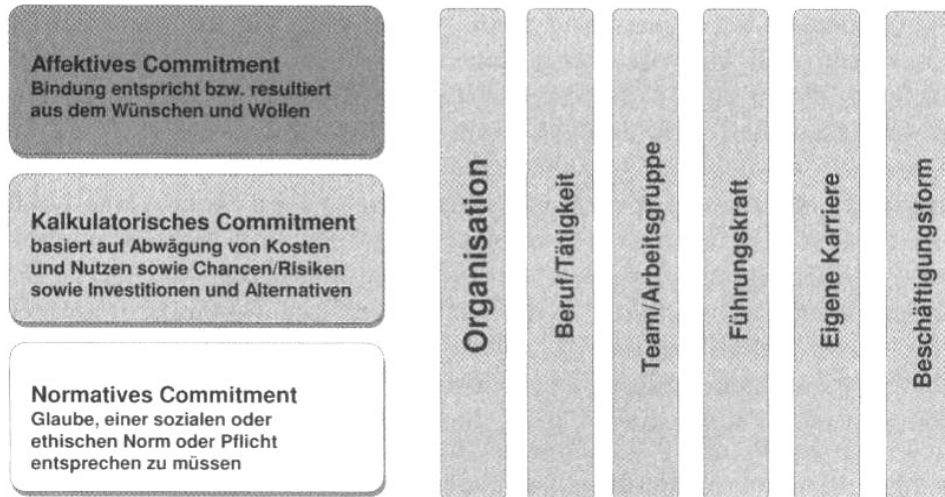 Affektives Commitment
Bindung entspricht bzw. resultiert
aus dem Wünschen und Wollen
Kalkulatorisches Commitment
basiert auf Abwägung von Kosten
und Nutzen sowie Chancen/Risiken
sowie Investitionen und Alternativen
Normatives Commitment
Glaube, einer sozialen oder
ethischen Norm oder Pflicht
entsprechen zu müssen
Organisation
Beruf/Tätigkeit
Team/Arbeitsgruppe
Führungskraft
Eigene Karriere
Beschäftigungsform